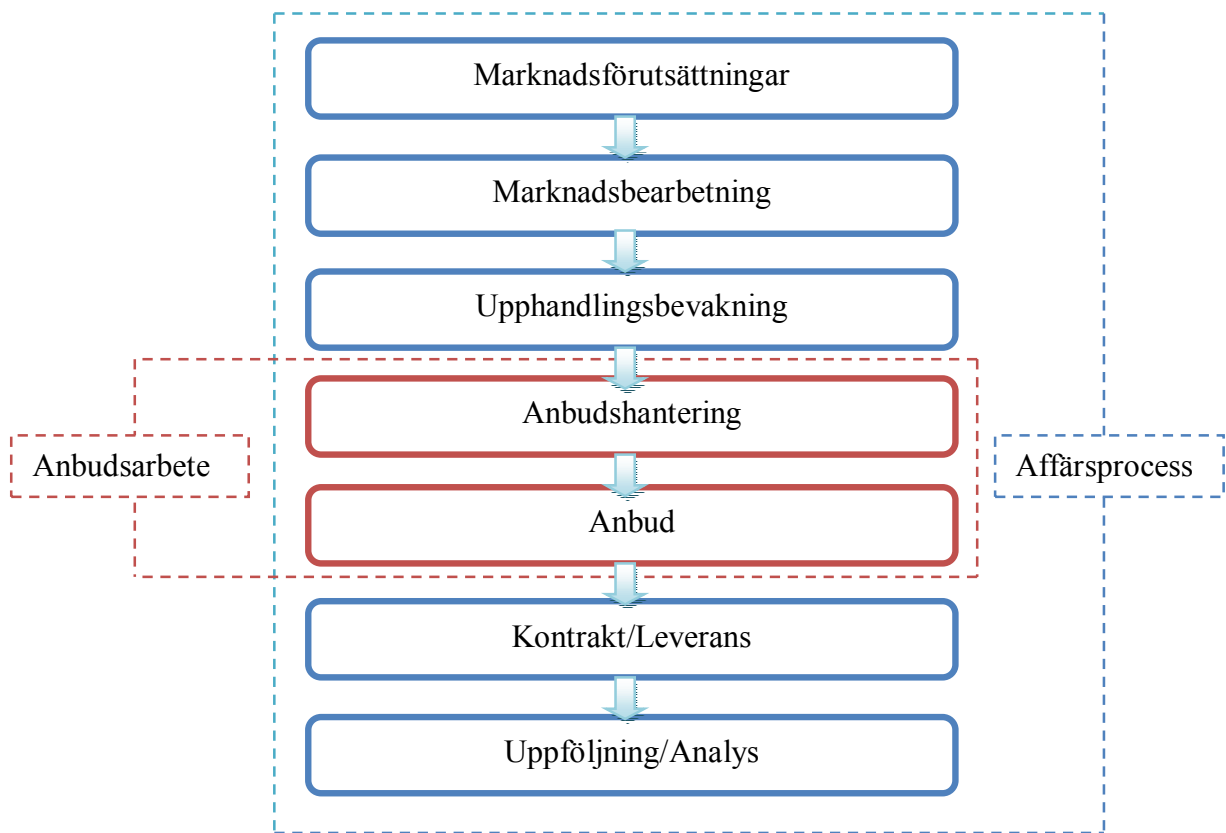 Marknadsförutsättningar
Marknadsbearbetning
Upphandlingsbevakning
Anbudshantering
Anbudsarbete
Affärsprocess
Anbud
Kontrakt/Leverans
Uppföljning/Analys